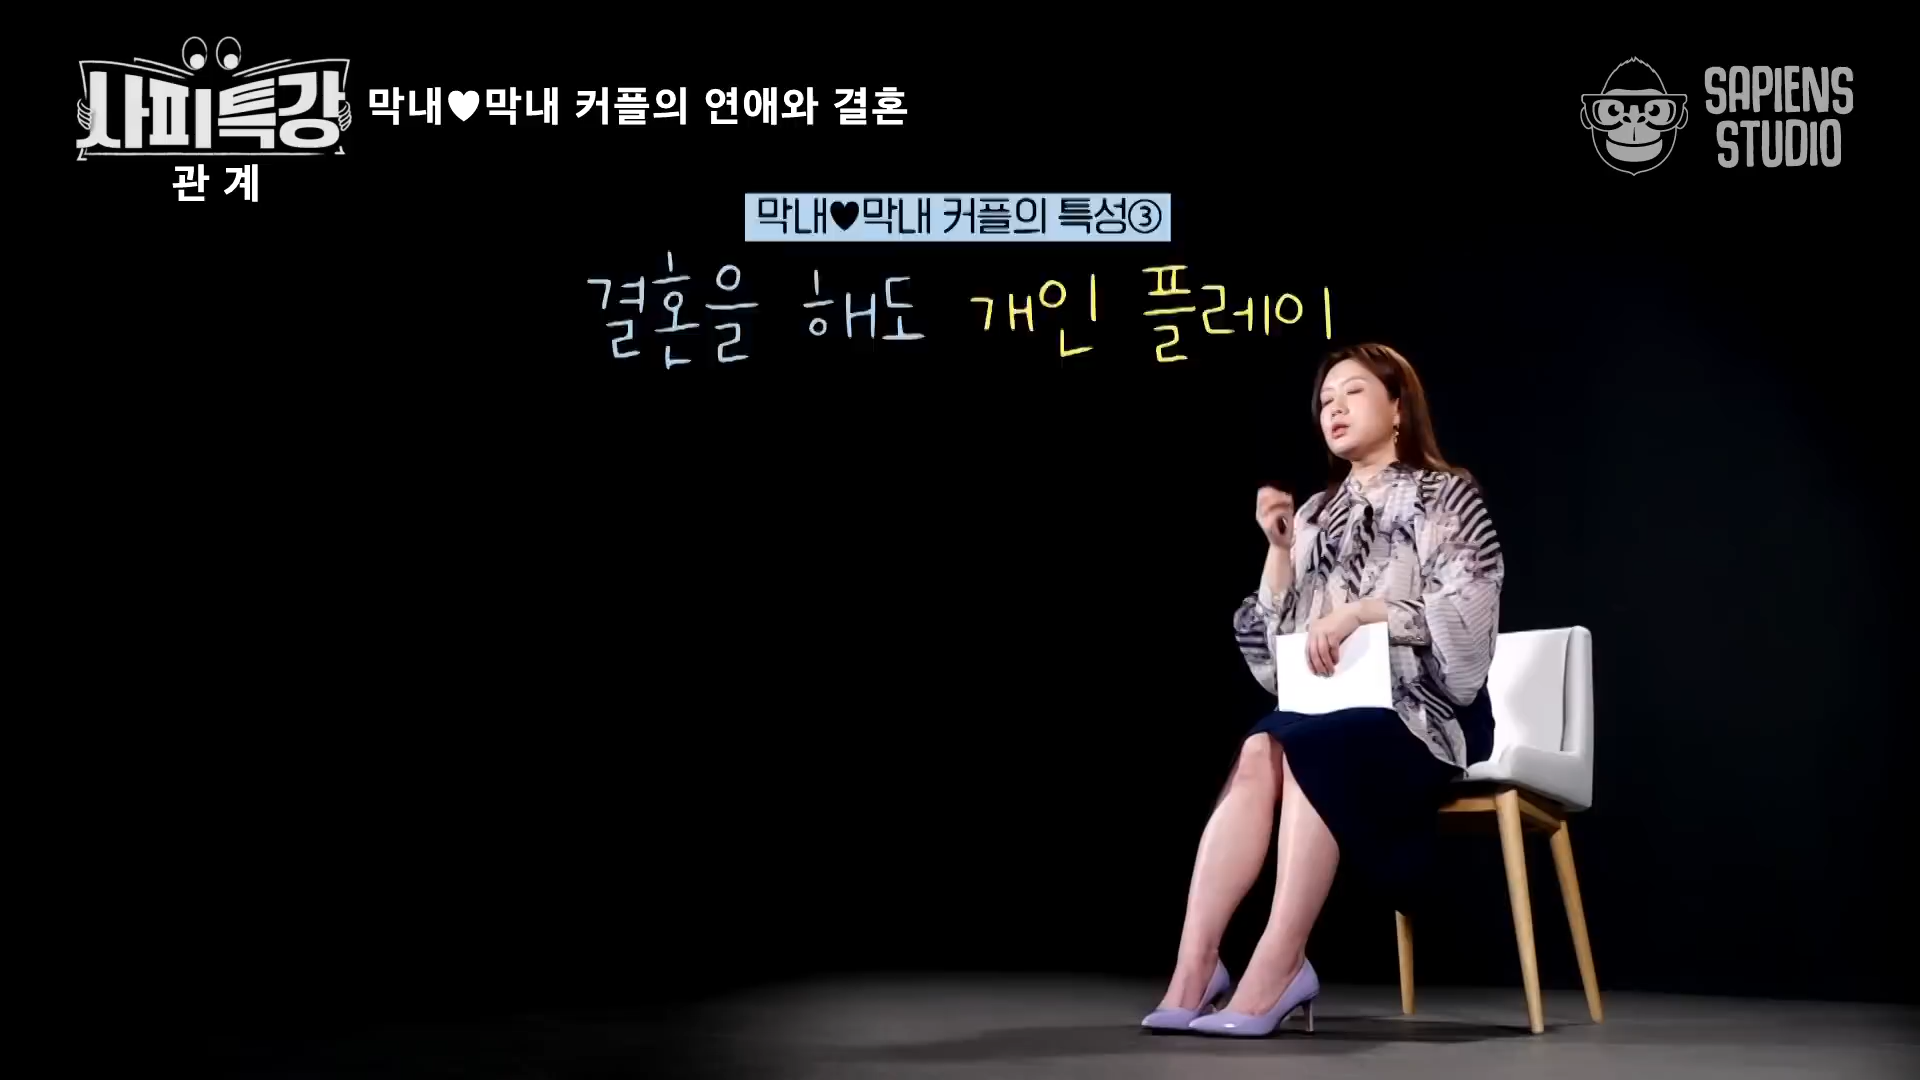 사피특강
관계
막내♥막내 커플의 연애와 결혼
SAPIENS
STUDIO
막내♥막내 커플의 특성③
결혼을 해도 개인 플레이